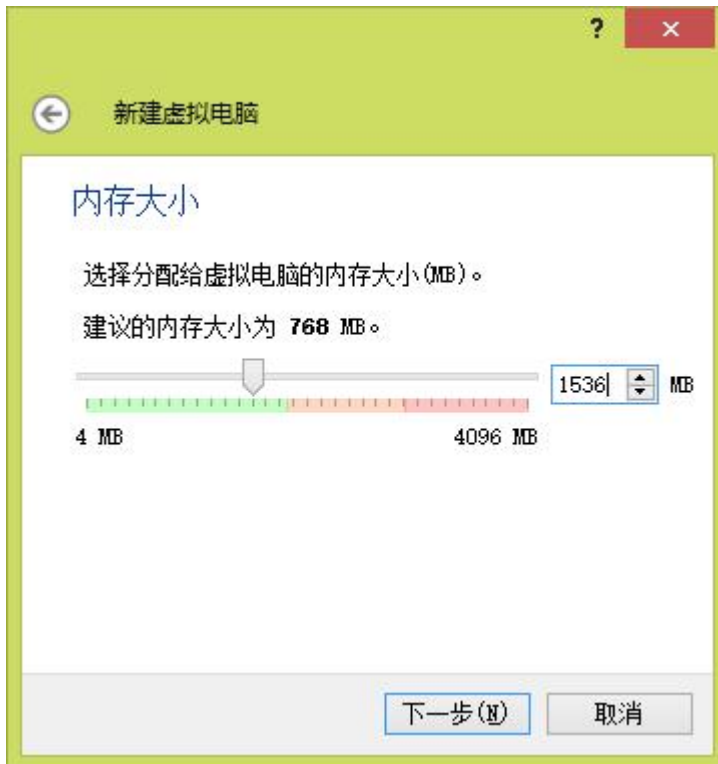 ?
新建虚拟电脑
内存大小
选择分配给虚拟电脑的内存大小(MB)。
建议的内存大小为 768 MB。
1536 MB
4 MB 4096 MB
下一步(N) 取消